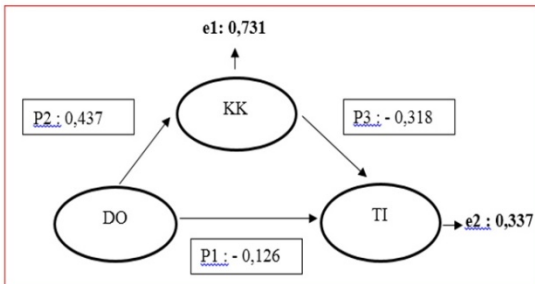 e1: 0,731
KK
P2 : 0,437
P3 : - 0,318
DO
TI
e2 : 0,337
P1 : - 0,126